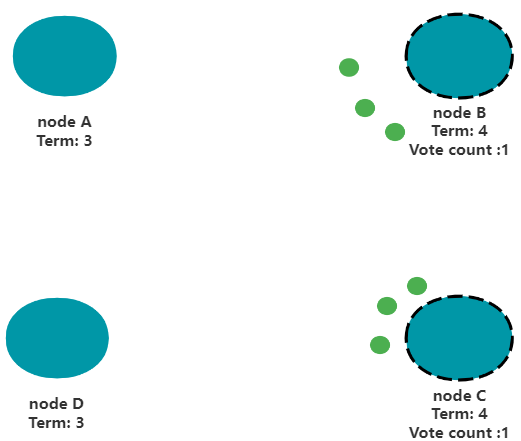 node A
Term: 3
node B
Term: 4
Vote count :1
node D
Term: 3
node C
Term: 4
Vote count :1